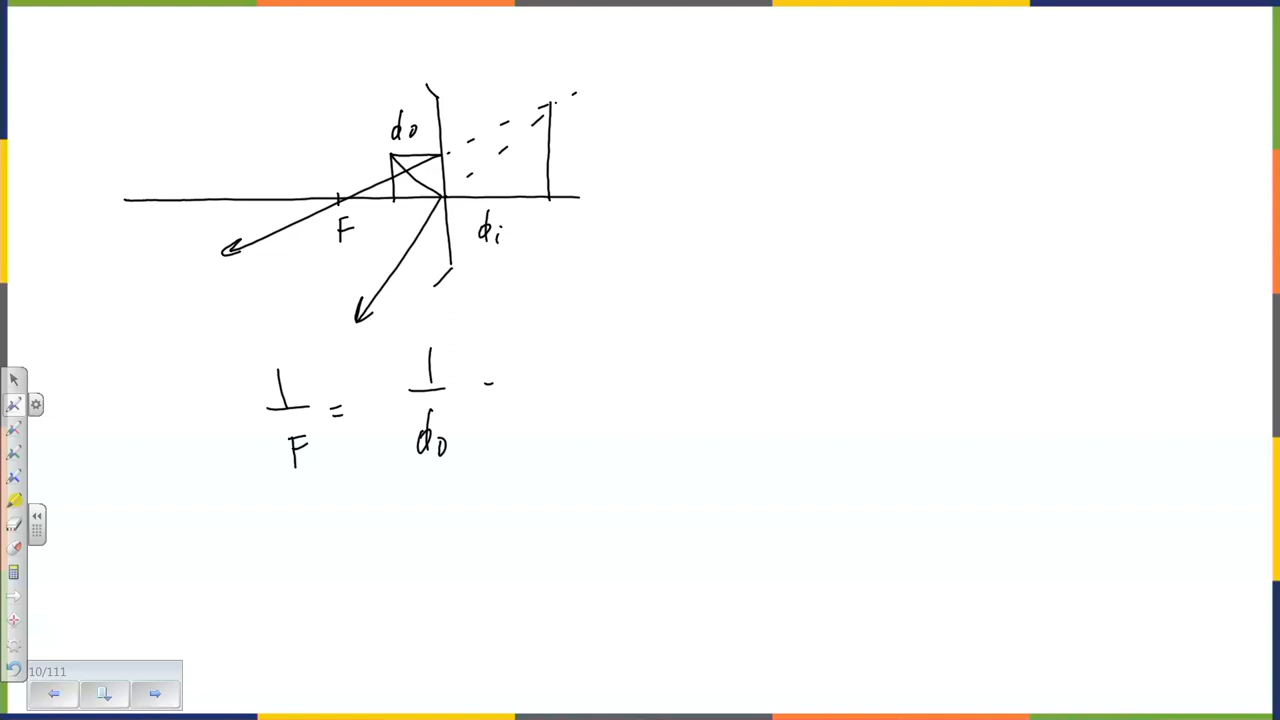 do
F
di
1/F = 1/do -
10/111